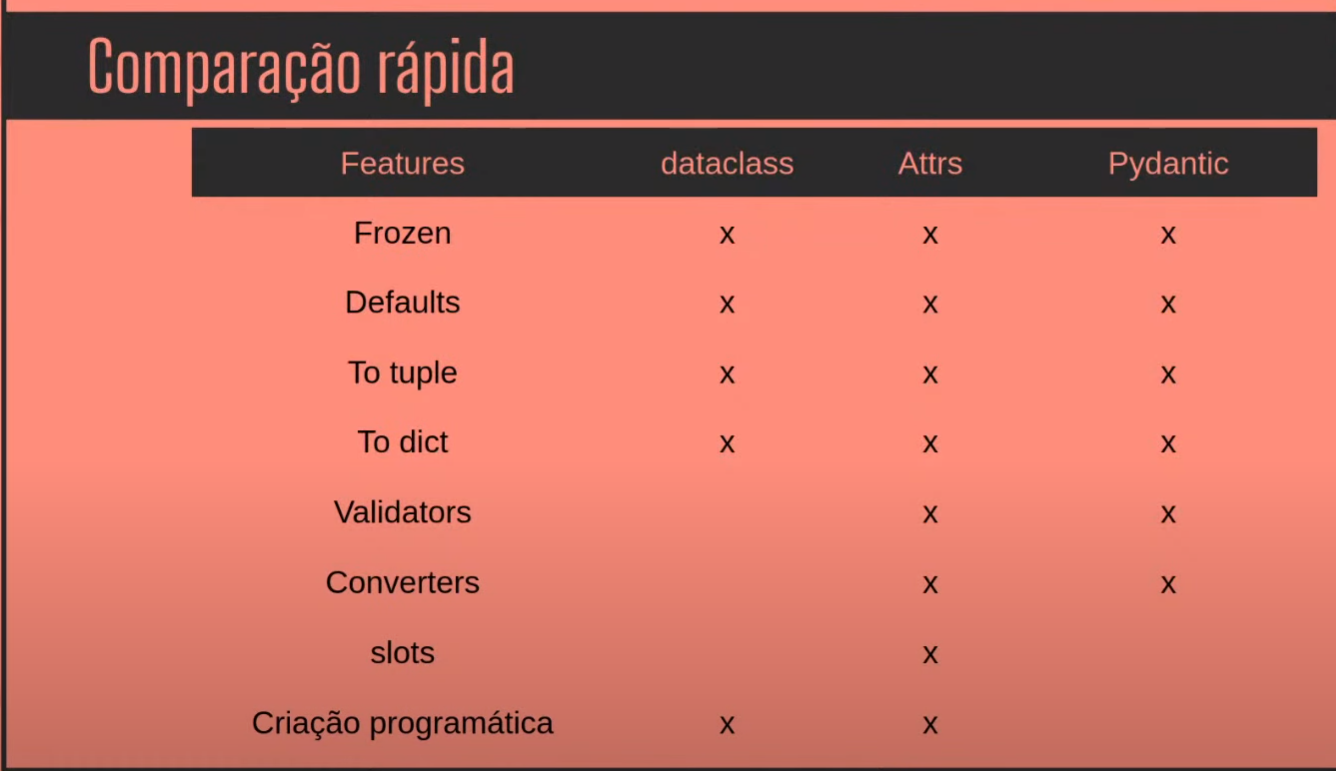 Comparação rápida
Features dataclass Attrs Pydantic
Frozen x x x
Defaults x x x
To tuple x x x
To dict x x x
Validators x x
Converters x x
slots x
Criação programática x x